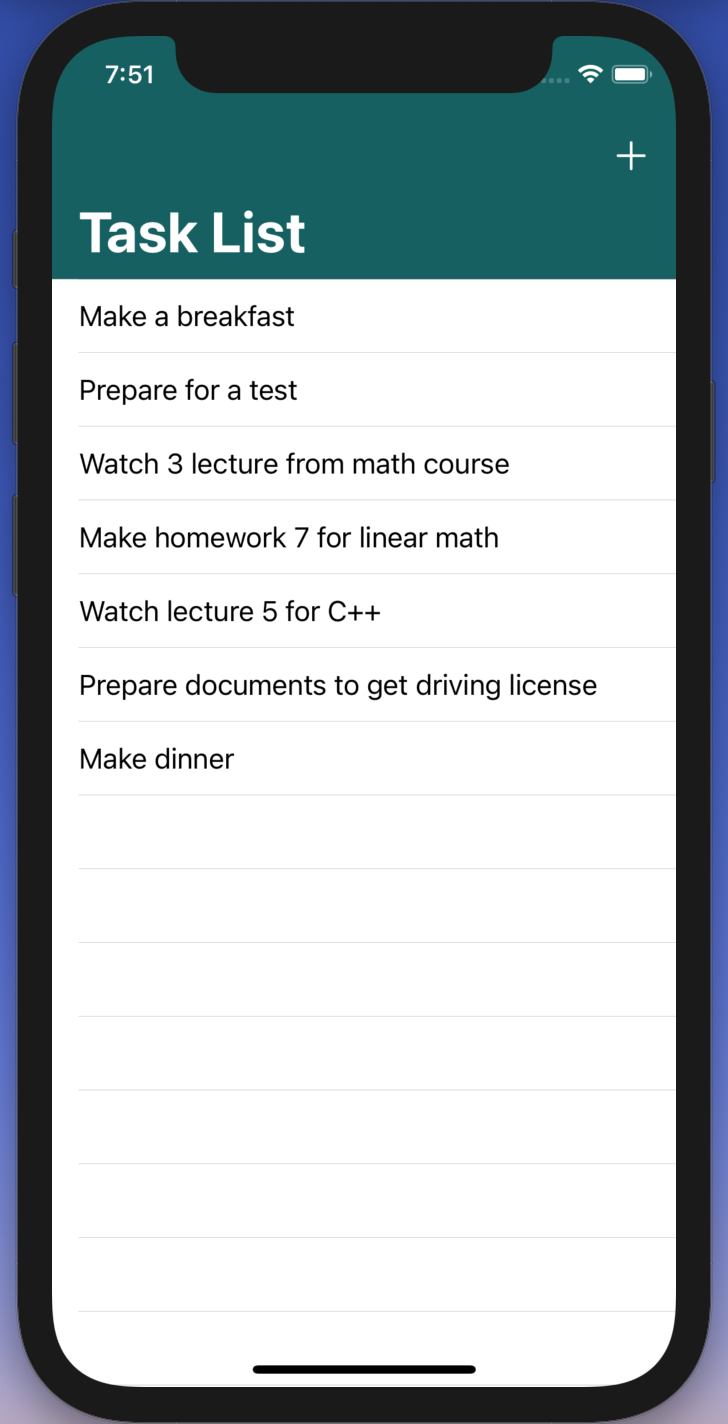 7:51
+
Task List
Make a breakfast
Prepare for a test
Watch 3 lecture from math course
Make homework 7 for linear math
Watch lecture 5 for C++
Prepare documents to get driving license
Make dinner